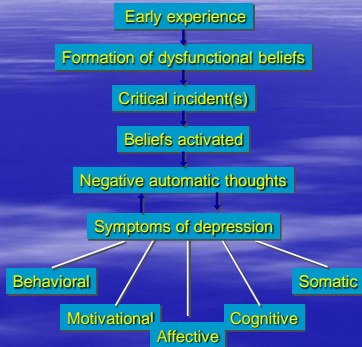 Early experience
Formation of dysfunctional beliefs
Critical incident(s)
Beliefs activated
Negative automatic thoughts
Symptoms of depression
Behavioral
Somatic
Motivational
Cognitive
Affective